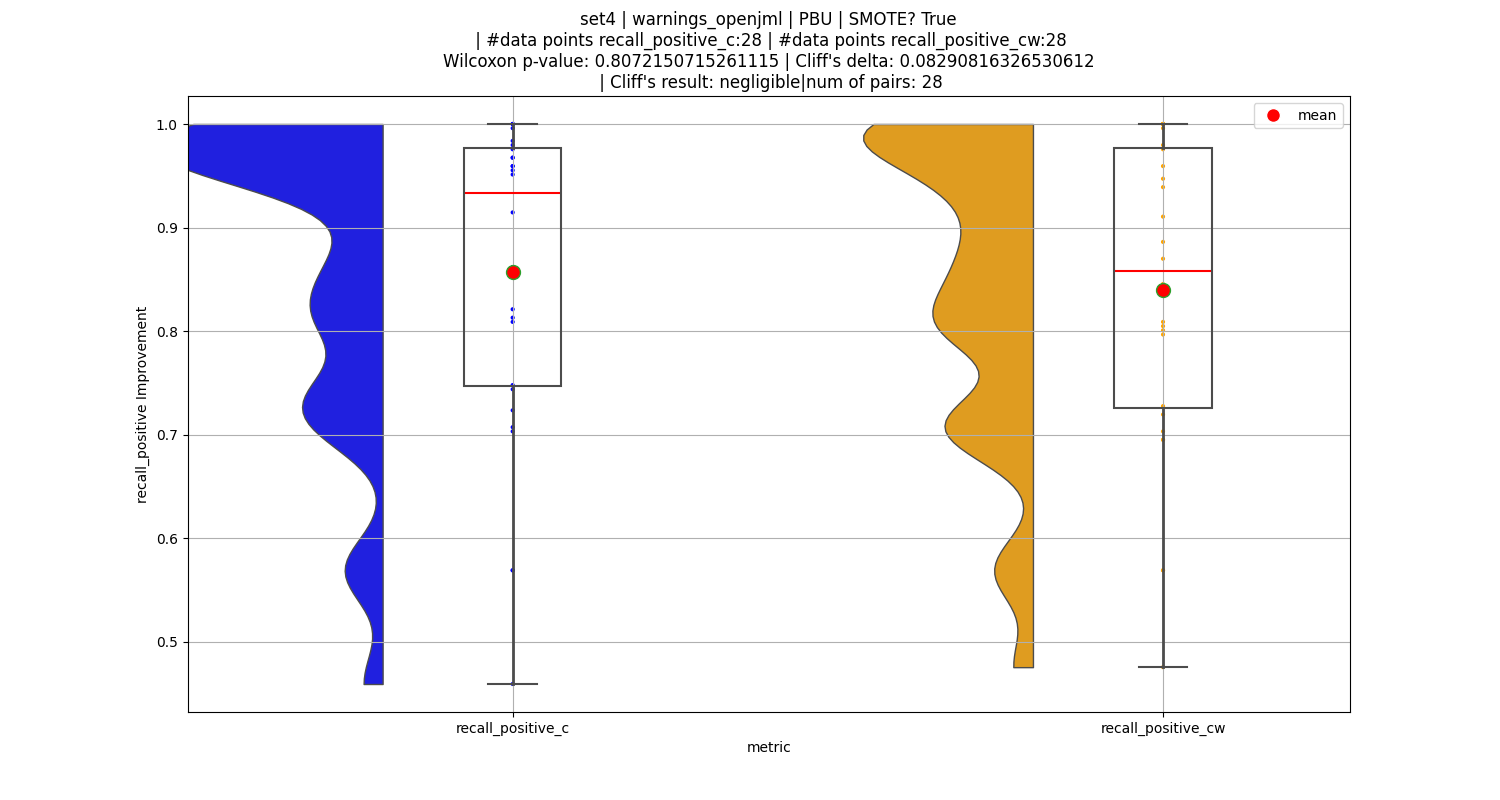 set4 | warnings_openjml | PBU | SMOTE? True
| #data points recall_positive_c:28 | #data points recall_positive_cw:28
Wilcoxon p-value: 0.8072150715261115 | Cliff's delta: 0.08290816326530612
| Cliff's result: negligible|num of pairs: 28
mean
1.0
0.9
0.8
0.7
0.6
0.5
recall_positive Improvement
recall_positive_c
recall_positive_cw
metric